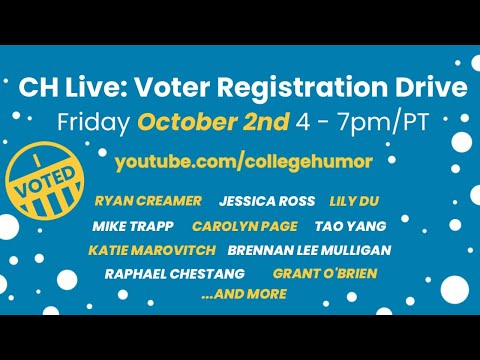 CH Live: Voter Registration Drive
Friday October 2nd 4 - 7pm/PT
youtube.com/collegehumor
I
VOTED
RYAN CREAMER JESSICA ROSS LILY DU
MIKE TRAPP CAROLYN PAGE TAO YANG
KATIE MAROVITCH BRENNAN LEE MULLIGAN
RAPHAEL CHESTANG GRANT O'BRIEN
...AND MORE